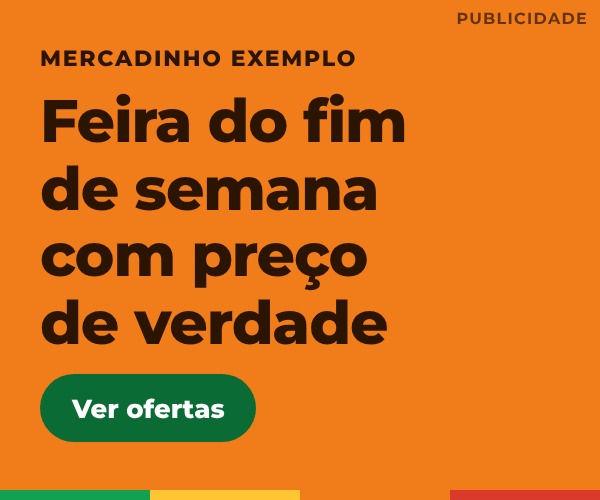 PUBLICIDADE
MERCADINHO EXEMPLO
Feira do fim
de semana
com preço
de verdade
Ver ofertas